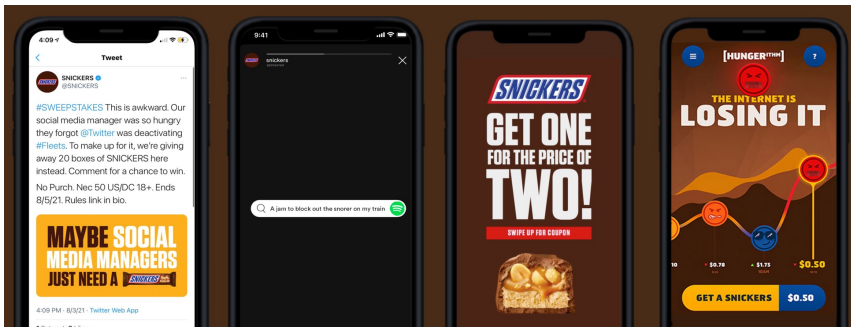 4:09
Tweet
SNICKERS
@SNICKERS
#SWEEPSTAKES This is awkward. Our
social media manager was so hungry
they forgot @Twitter was deactivating
#Fleets. To make up for it, we're giving
away 20 boxes of SNICKERS here
instead. Comment for a chance to win.
No Purch. Nec 50 US/DC 18+. Ends
8/5/21. Rules link in bio.
MAYBE SOCIAL
MEDIA MANAGERS
JUST NEED A SNICKERS
4:09 PM · 8/3/21 · Twitter Web App
9:41
SNICKERS
snickers
A jam to block out the snorer on my train
SNICKERS
GET ONE
FOR THE PRICE OF
TWO!
SWIPE UP FOR COUPON
[HUNGERITHM]
?
THE INTERNET IS
LOSING IT
10
$0.78
$1.75
$0.50
GET A SNICKERS $0.50